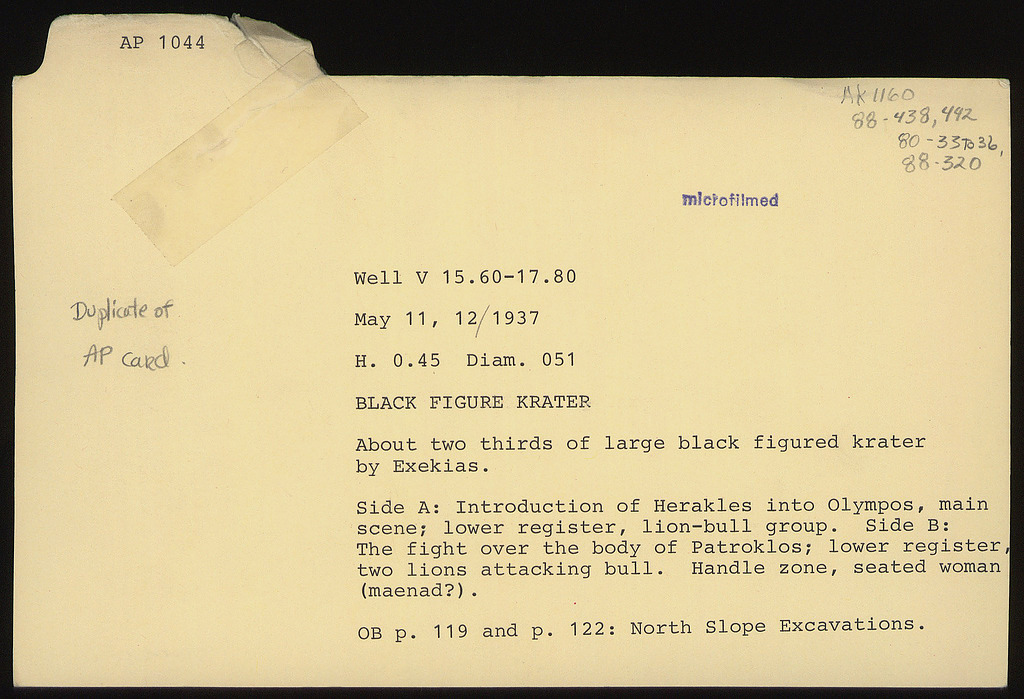 AP 1044
AK 1160
88-438, 442
80-33 to 36,
88-320
microfilmed
Well V 15.60-17.80
Duplicate of
AP card.
May 11, 12/1937
H. 0.45  Diam. 051
BLACK FIGURE KRATER
About two thirds of large black figured krater
by Exekias.
Side A: Introduction of Herakles into Olympos, main
scene; lower register, lion-bull group.  Side B:
The fight over the body of Patroklos; lower register,
two lions attacking bull.  Handle zone, seated woman
(maenad?).
OB p. 119 and p. 122: North Slope Excavations.